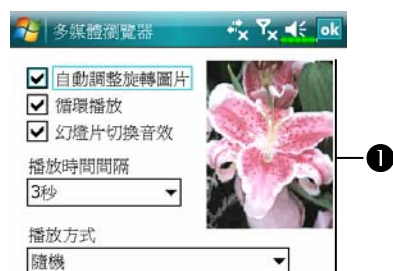 多媒體瀏覽器 ok
自動調整旋轉圖片
循環播放
幻燈片切換音效
播放時間間隔
3秒
播放方式
隨機
1